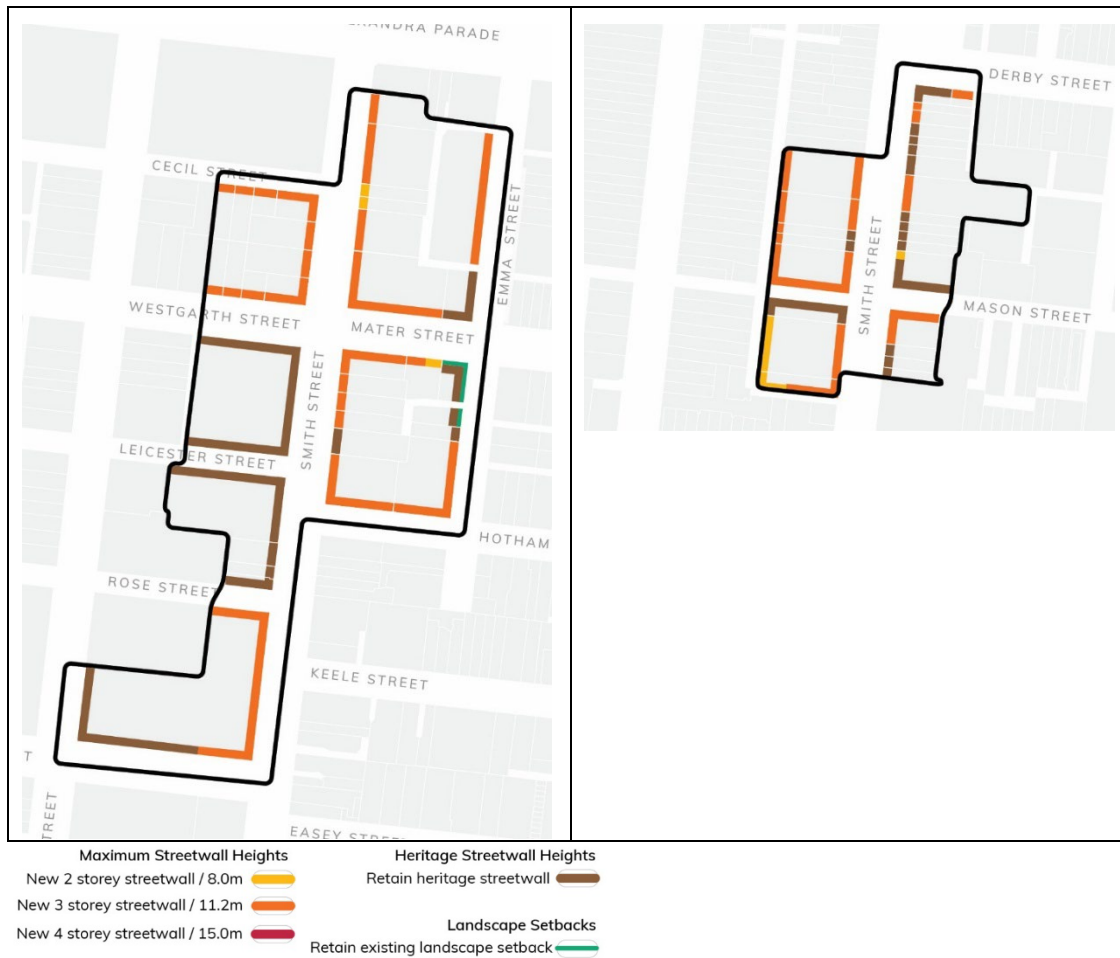 ANDRA PARADE
CECIL STREET
WESTGARTH STREET
MATER STREET
EMMA STREET
SMITH STREET
LEICESTER STREET
HOTHAM
ROSE STREET
KEELE STREET
T
STREET
EASEY STREET
DERBY STREET
MASON STREET
SMITH STREET
Maximum Streetwall Heights
New 2 storey streetwall / 8.0m
New 3 storey streetwall / 11.2m
New 4 storey streetwall / 15.0m
Heritage Streetwall Heights
Retain heritage streetwall
Landscape Setbacks
Retain existing landscape setback